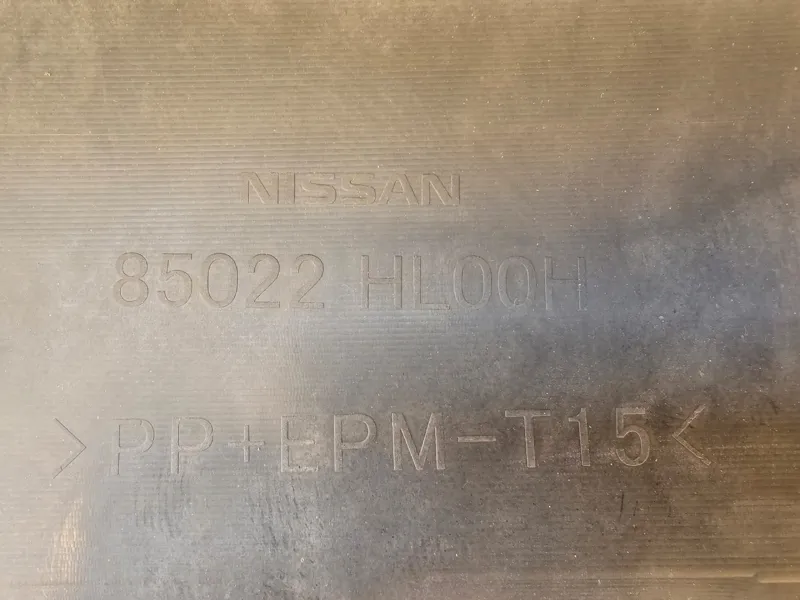 NISSAN
85022 HL00H
>PP+EPM-T15<